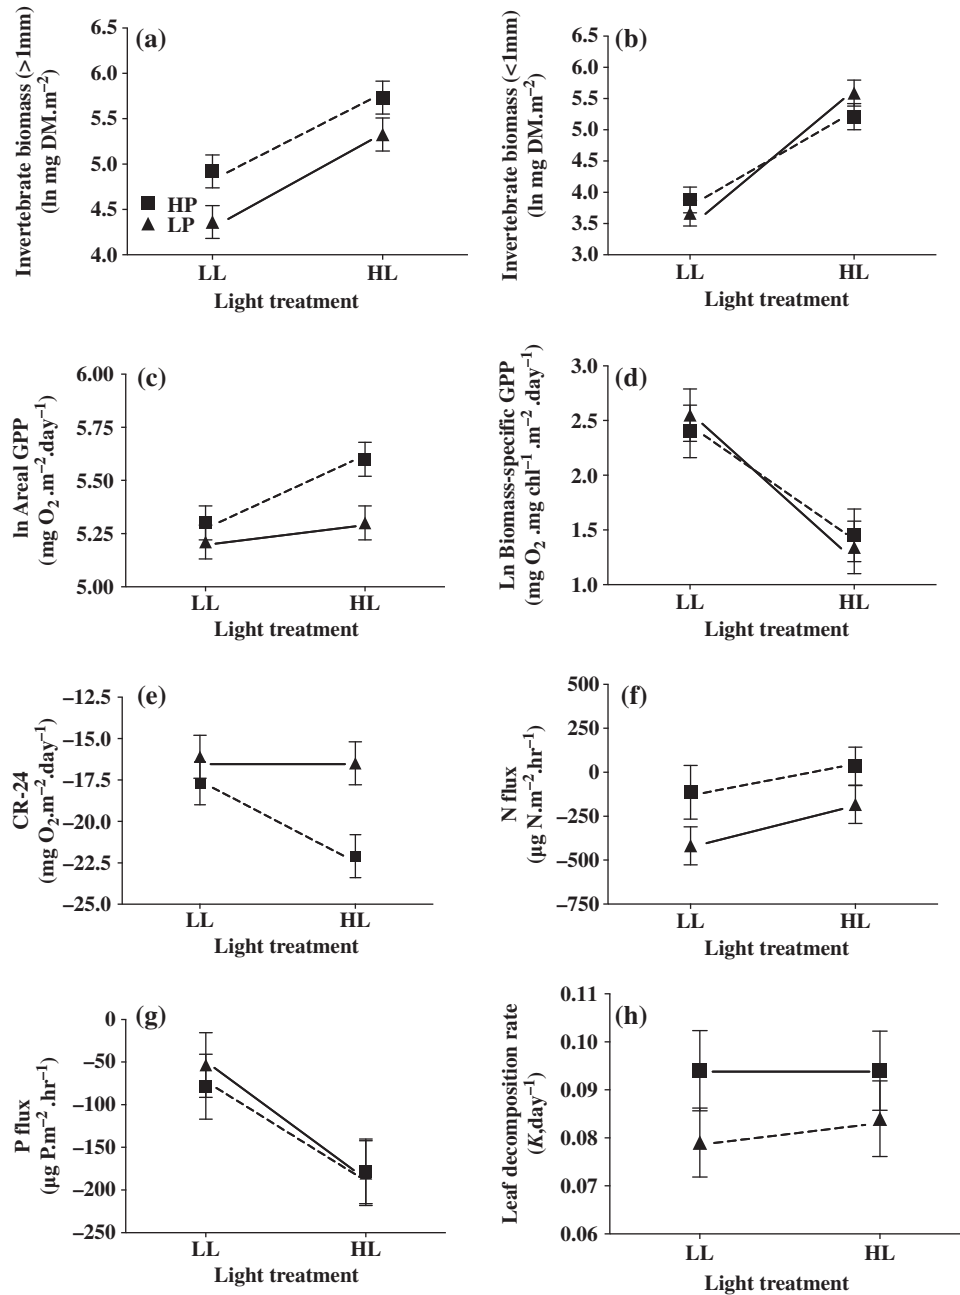 (a)
Invertebrate biomass (>1mm)
(ln mg DM.m⁻²)
6.5
6.0
5.5
5.0
4.5
4.0
HP
LP
LL
HL
Light treatment
(b)
Invertebrate biomass (<1mm)
(ln mg DM.m⁻²)
6.5
6.0
5.5
5.0
4.5
4.0
3.5
3.0
LL
HL
Light treatment
(c)
ln Areal GPP
(mg O₂ .m⁻².day⁻¹)
6.00
5.75
5.50
5.25
5.00
LL
HL
Light treatment
(d)
Ln Biomass-specific GPP
(mg O₂ .mg chl⁻¹ .m⁻² .day⁻¹)
3.0
2.5
2.0
1.5
1.0
LL
HL
Light treatment
(e)
CR-24
(mg O₂.m⁻².day⁻¹)
−12.5
−15.0
−17.5
−20.0
−22.5
−25.0
LL
HL
Light treatment
(f)
N flux
(µg N.m⁻².hr⁻¹)
500
250
0
−250
−500
−750
LL
HL
Light treatment
(g)
P flux
(µg P.m⁻².hr⁻¹)
0
−50
−100
−150
−200
−250
LL
HL
Light treatment
(h)
Leaf decomposition rate
(K,day⁻¹)
0.11
0.10
0.09
0.08
0.07
0.06
LL
HL
Light treatment